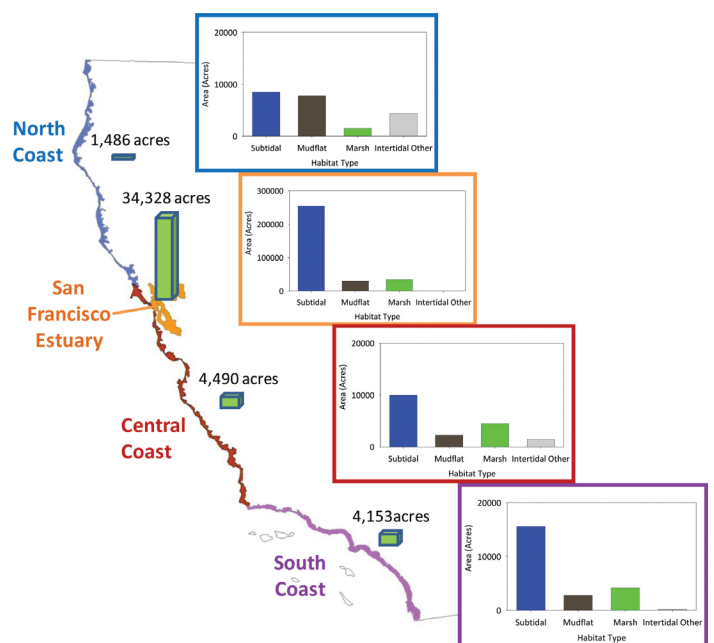 North
Coast
1,486 acres
34,328 acres
San
Francisco
Estuary
4,490 acres
Central
Coast
4,153acres
South
Coast
Area (Acres)
20000
10000
0
Subtidal Mudflat Marsh Intertidal Other
Habitat Type
Area (Acres)
300000
200000
100000
0
Subtidal Mudflat Marsh Intertidal Other
Habitat Type
Area (Acres)
20000
10000
0
Subtidal Mudflat Marsh Intertidal Other
Habitat Type
Area (Acres)
20000
10000
0
Subtidal Mudflat Marsh Intertidal Other
Habitat Type